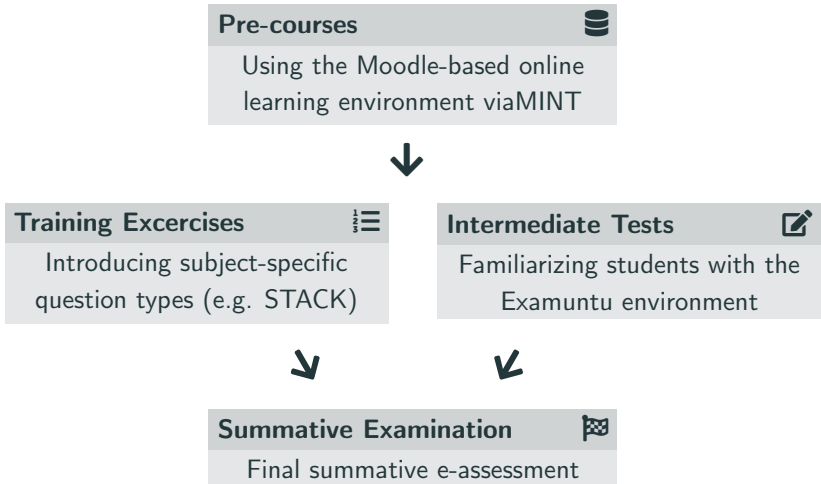 Pre-courses
Using the Moodle-based online
learning environment viaMINT
Training Excercises
Introducing subject-specific
question types (e.g. STACK)
Intermediate Tests
Familiarizing students with the
Examuntu environment
Summative Examination
Final summative e-assessment